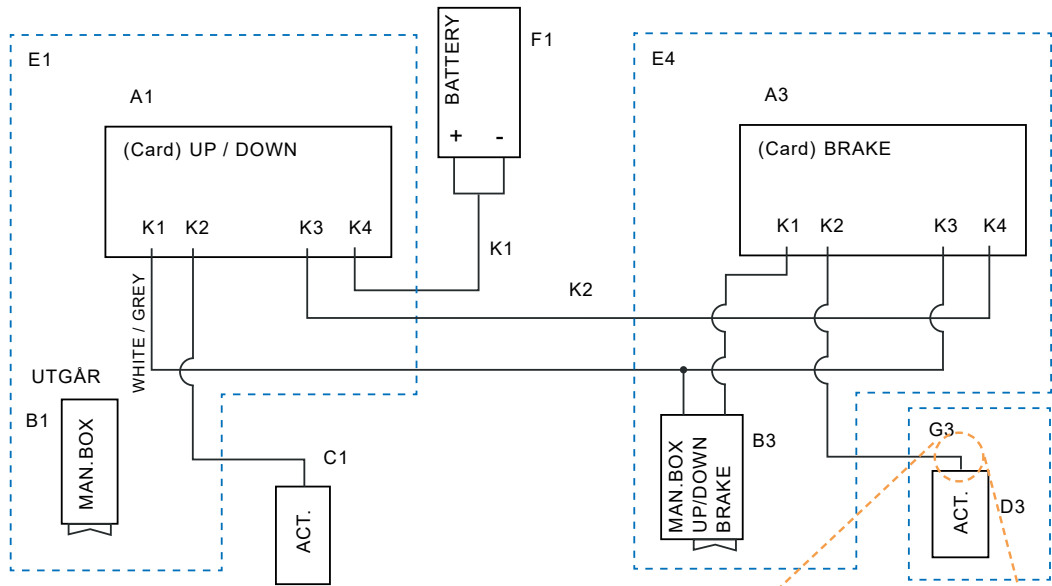 E1
A1
(Card) UP / DOWN
K1 K2 K3 K4
WHITE / GREY
UTGÅR
B1
MAN.BOX
C1
ACT.
BATTERY
+ -
F1
K1
K2
E4
A3
(Card) BRAKE
K1 K2 K3 K4
MAN.BOX
UP/DOWN
BRAKE
B3
G3
ACT.
D3